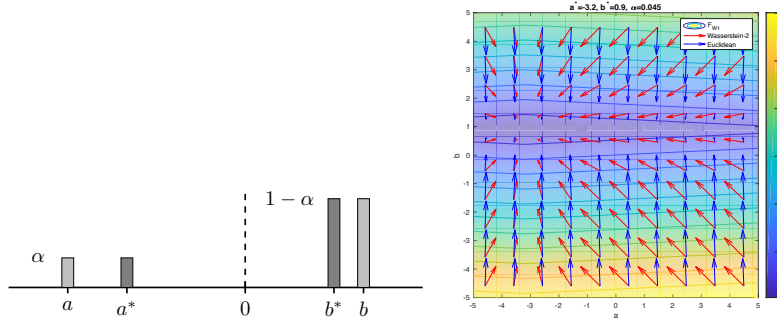 1 − α
α
a
a*
0
b*
b
a*=-3.2, b*=0.9, α=0.045
F_W1
Wasserstein-2
Euclidean
5
4
3
2
1
0
-1
-2
-3
-4
-5
b
-5 -4 -3 -2 -1 0 1 2 3 4 5
a